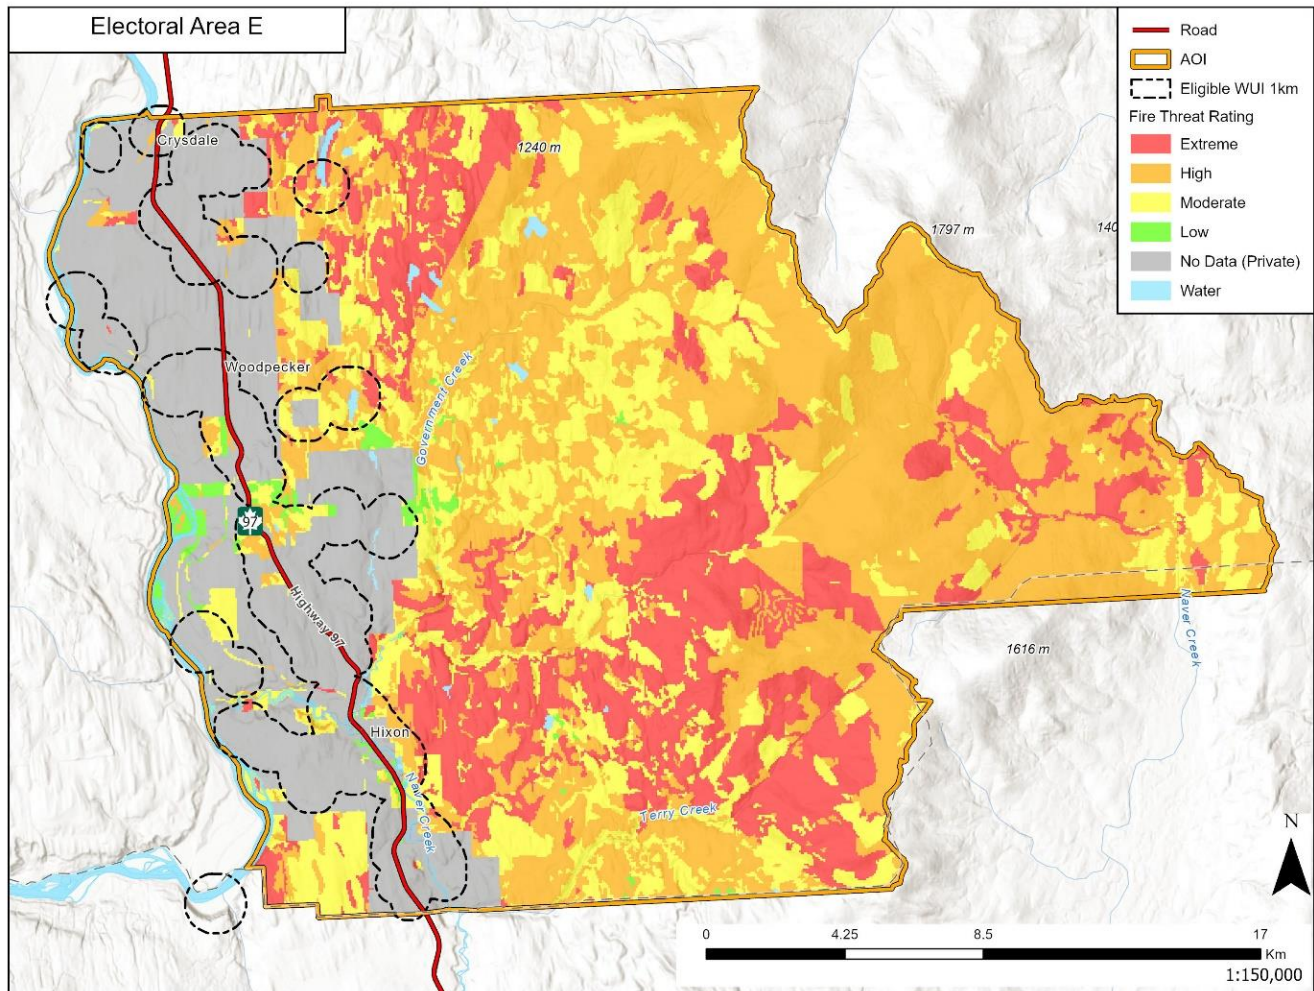 Electoral Area E
Road
AOI
Eligible WUI 1km
Fire Threat Rating
Extreme
High
Moderate
Low
No Data (Private)
Water
Crysdale
1240 m
1797 m
140
Woodpecker
Government Creek
97
Highway 97
Naver Creek
1616 m
Hixon
Naver Creek
Terry Creek
N
0 4.25 8.5 17
Km
1:150,000